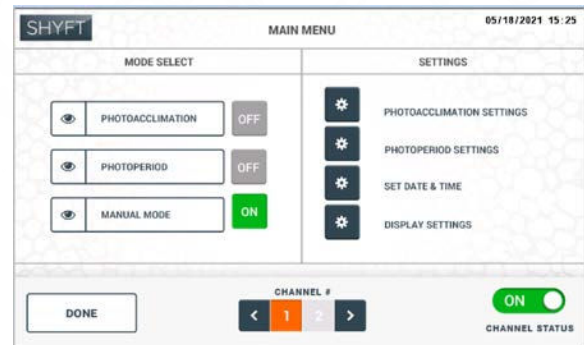 SHYFT
MAIN MENU
05/18/2021 15:25
MODE SELECT
SETTINGS
PHOTOACCLIMATION
OFF
PHOTOPERIOD
OFF
MANUAL MODE
ON
PHOTOACCLIMATION SETTINGS
PHOTOPERIOD SETTINGS
SET DATE & TIME
DISPLAY SETTINGS
DONE
CHANNEL #
< 1 2 >
ON
CHANNEL STATUS